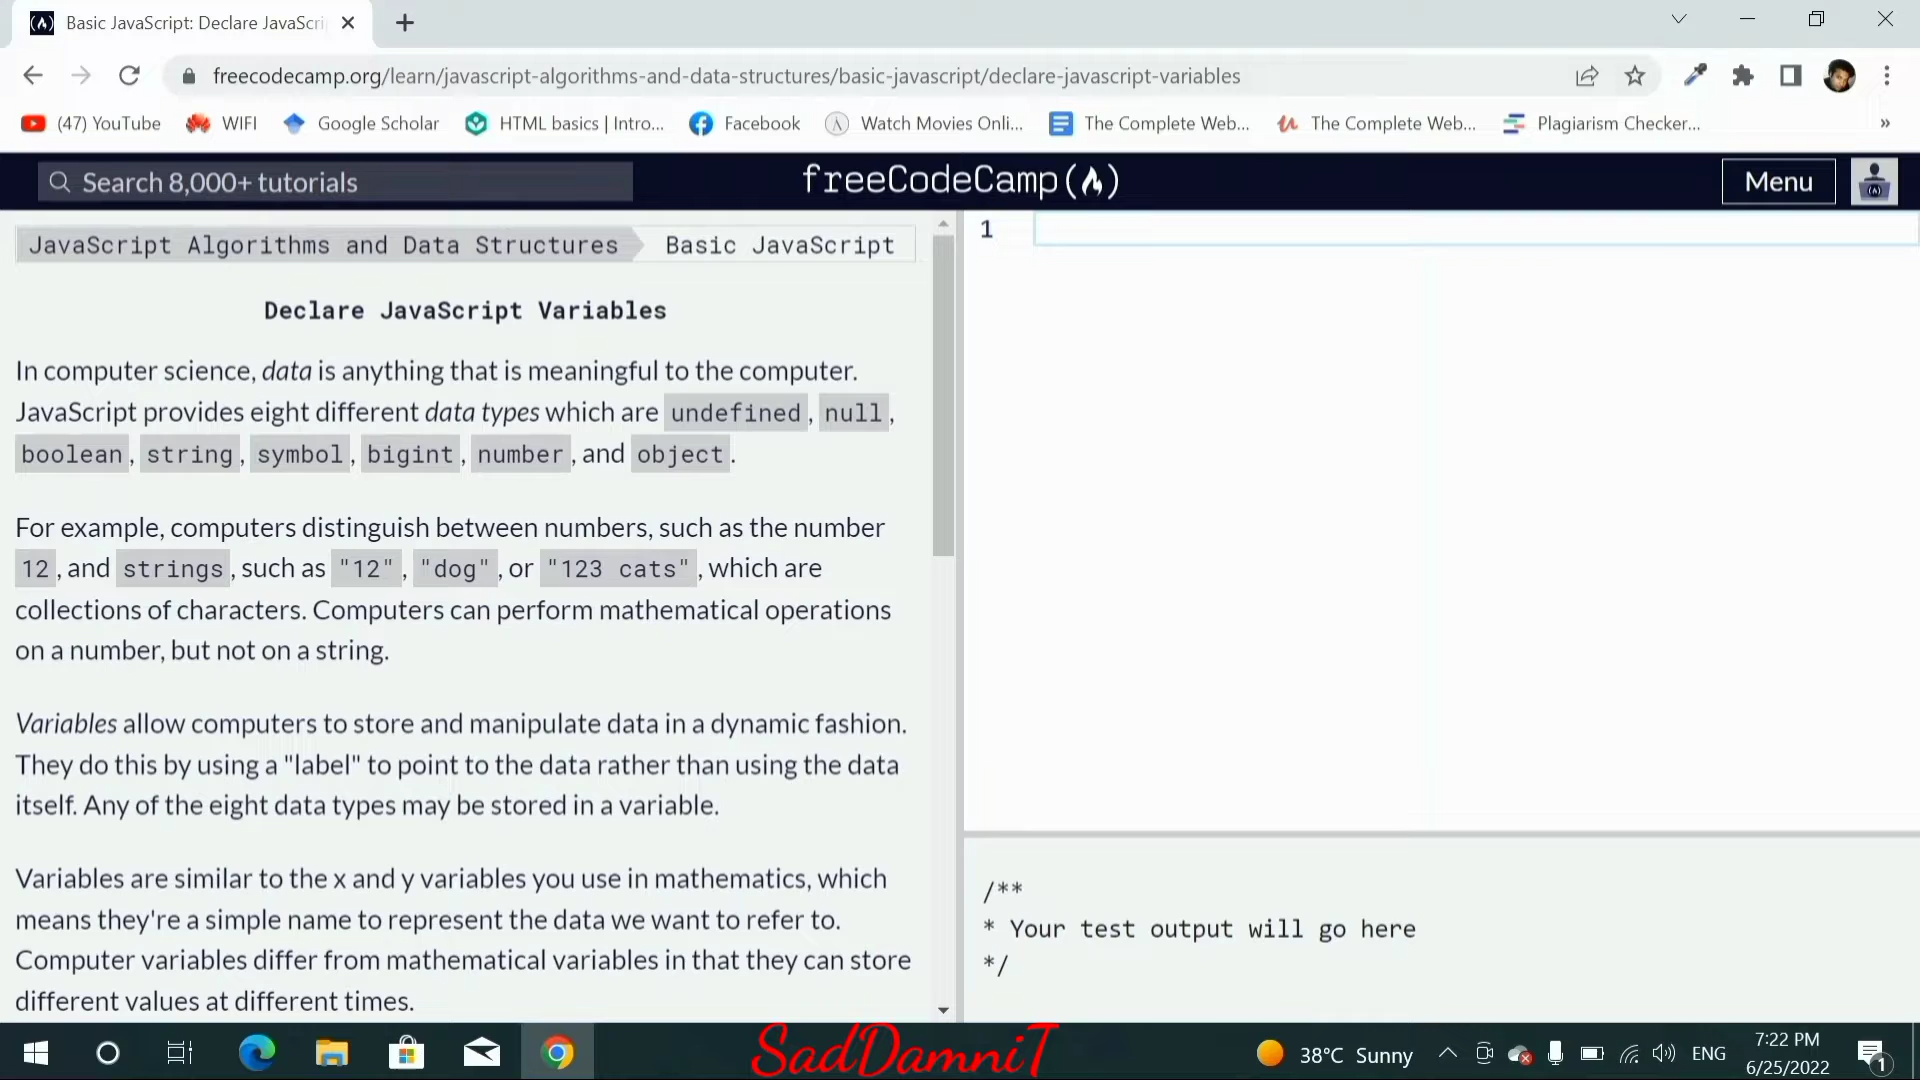 Basic JavaScript: Declare JavaScri
freecodecamp.org/learn/javascript-algorithms-and-data-structures/basic-javascript/declare-javascript-variables
(47) YouTube WIFI Google Scholar HTML basics | Intro... Facebook Watch Movies Onli... The Complete Web... The Complete Web... Plagiarism Checker... »
Search 8,000+ tutorials freeCodeCamp Menu
JavaScript Algorithms and Data Structures Basic JavaScript
Declare JavaScript Variables
In computer science, data is anything that is meaningful to the computer.
JavaScript provides eight different data types which are undefined, null,
boolean, string, symbol, bigint, number, and object.
For example, computers distinguish between numbers, such as the number
12, and strings, such as "12", "dog", or "123 cats", which are
collections of characters. Computers can perform mathematical operations
on a number, but not on a string.
Variables allow computers to store and manipulate data in a dynamic fashion.
They do this by using a "label" to point to the data rather than using the data
itself. Any of the eight data types may be stored in a variable.
Variables are similar to the x and y variables you use in mathematics, which
means they're a simple name to represent the data we want to refer to.
Computer variables differ from mathematical variables in that they can store
different values at different times.
1
/**
* Your test output will go here
*/
SadDamniT
38°C Sunny ENG 7:22 PM
6/25/2022 1